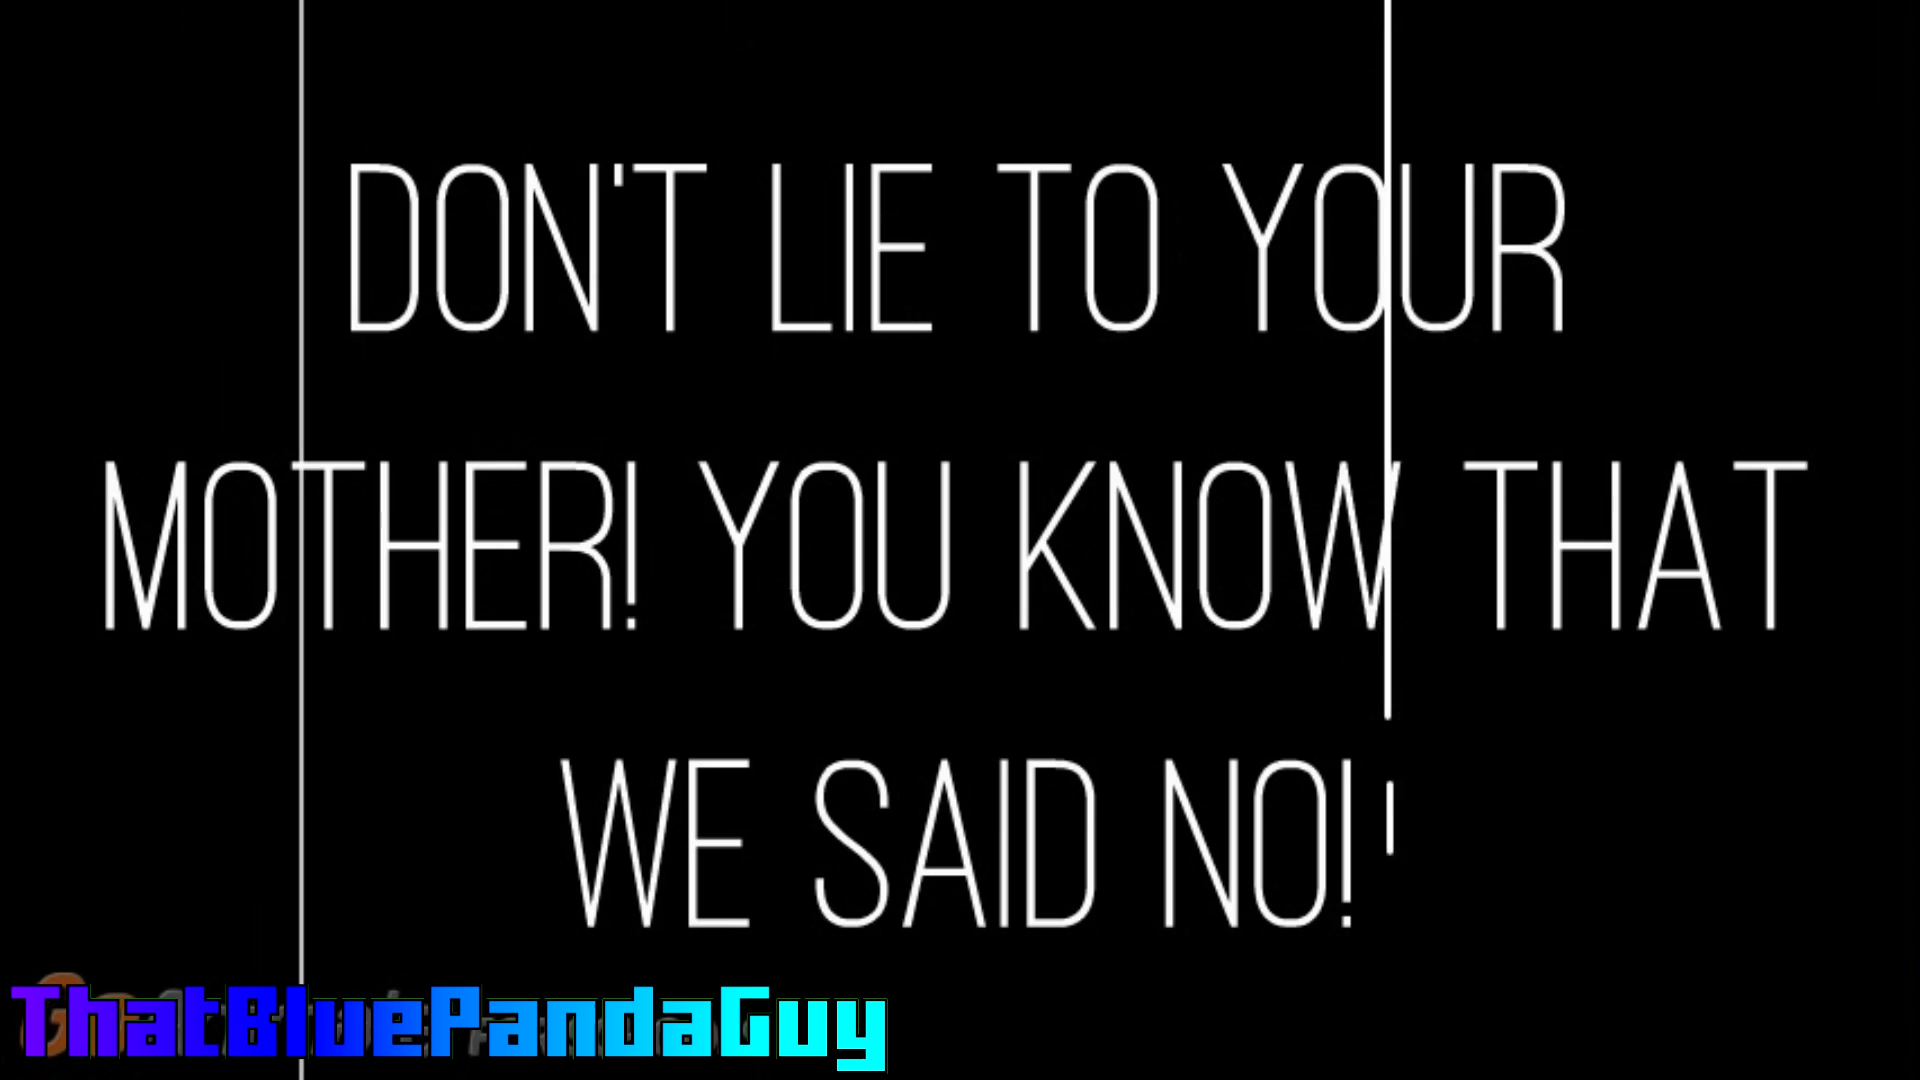 DON'T LIE TO YOUR
MOTHER! YOU KNOW THAT
WE SAID NO!
ThatBluePandaGuy